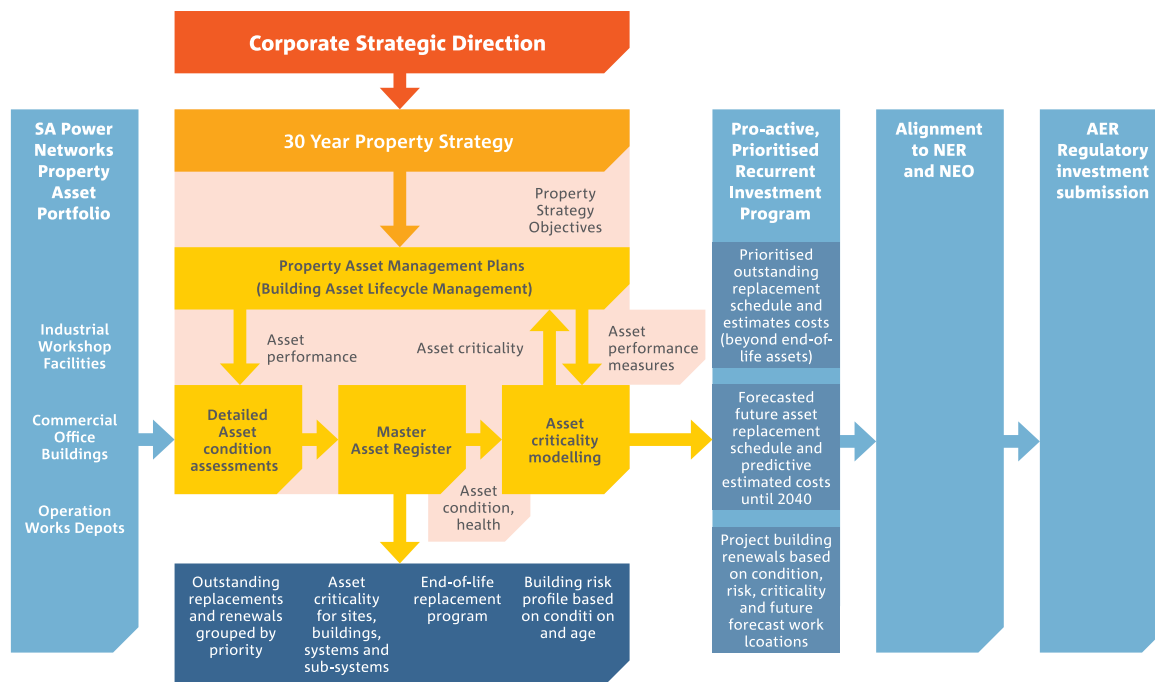 Corporate Strategic Direction
SA Power
Networks
Property
Asset
Portfolio
Industrial
Workshop
Facilities
Commercial
Office
Buildings
Operation
Works Depots
30 Year Property Strategy
Property
Strategy
Objectives
Property Asset Management Plans
(Building Asset Lifecycle Management)
Asset
performance
Asset criticality
Asset
performance
measures
Detailed
Asset
condition
assessments
Master
Asset Register
Asset
criticality
modelling
Asset
condition,
health
Outstanding
replacements
and renewals
grouped by
priority
Asset
criticality
for sites,
buildings,
systems and
sub-systems
End-of-life
replacement
program
Building risk
profile based
on conditi on
and age
Pro-active,
Prioritised
Recurrent
Investment
Program
Prioritised
outstanding
replacement
schedule and
estimates costs
(beyond end-of-
life assets)
Forecasted
future asset
replacement
schedule and
predictive
estimated costs
until 2040
Project building
renewals based
on condition,
risk, criticality
and future
forecast work
lcoations
Alignment
to NER
and NEO
AER
Regulatory
investment
submission